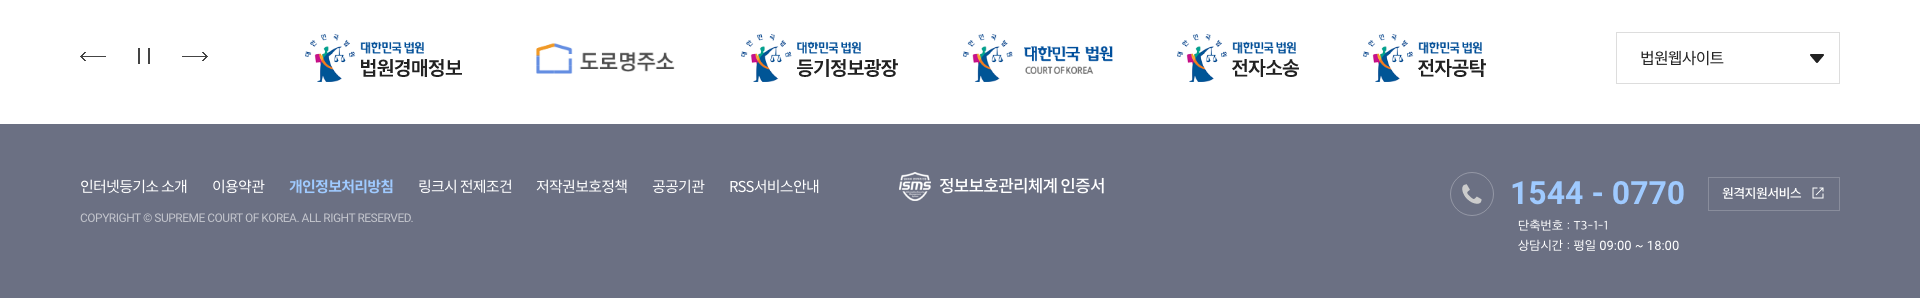 대한민국 법원
법원경매정보
도로명주소
대한민국 법원
등기정보광장
대한민국 법원
COURT OF KOREA
대한민국 법원
전자소송
대한민국 법원
전자공탁
법원웹사이트
인터넷등기소 소개 이용약관 개인정보처리방침 링크시 전제조건 저작권보호정책 공공기관 RSS서비스안내
COPYRIGHT © SUPREME COURT OF KOREA. ALL RIGHT RESERVED.
ISMS 정보보호관리체계 인증서
1544 - 0770
단축번호 : T3-1-1
상담시간 : 평일 09:00 ~ 18:00
원격지원서비스